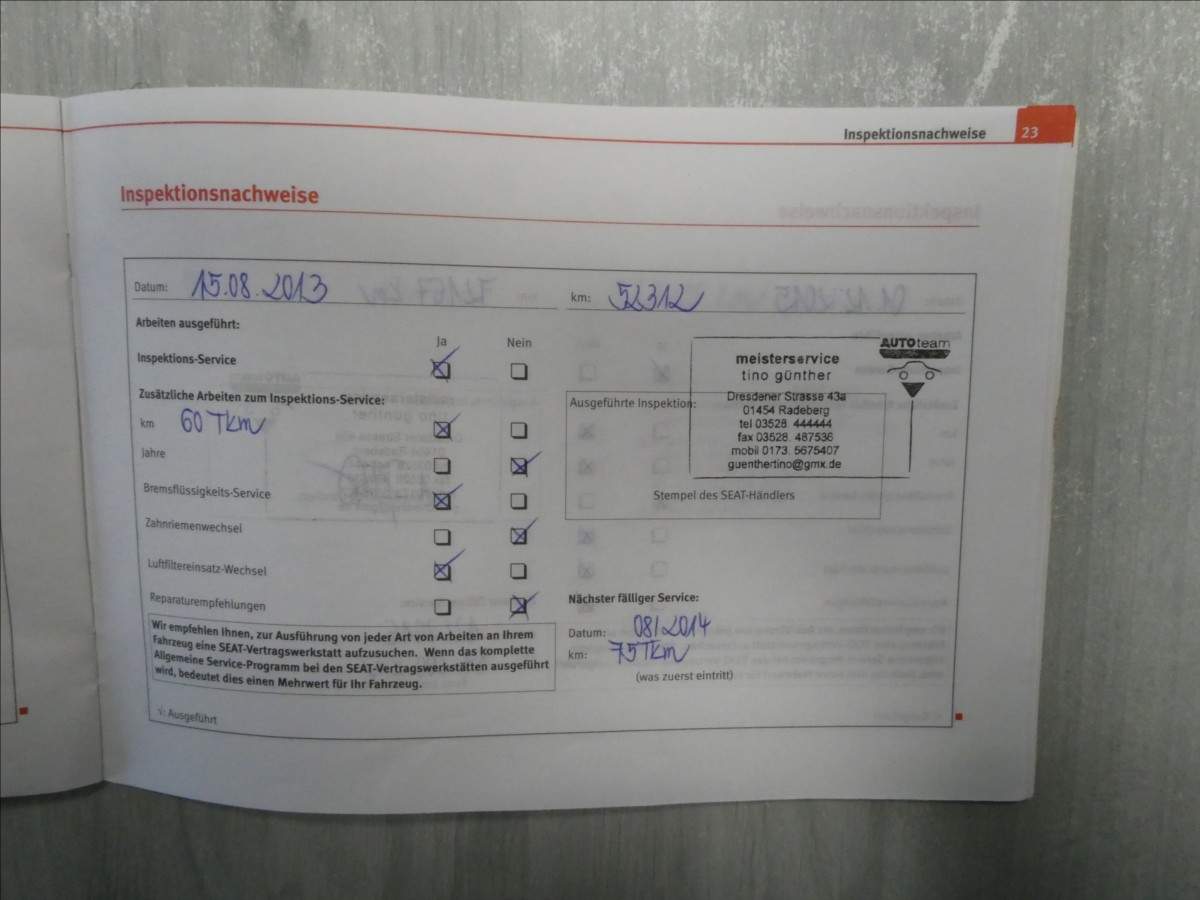 Inspektionsnachweise 23
Inspektionsnachweise
Datum: 15.08.2013 km: 52312
Arbeiten ausgeführt:
Ja Nein
Inspektions-Service
Zusätzliche Arbeiten zum Inspektions-Service:
km 60 Tkm
Jahre
Bremsflüssigkeits-Service
Zahnriemenwechsel
Luftfiltereinsatz-Wechsel
Reparaturempfehlungen
Wir empfehlen Ihnen, zur Ausführung von jeder Art von Arbeiten an Ihrem
Fahrzeug eine SEAT-Vertragswerkstatt aufzusuchen. Wenn das komplette
Allgemeine Service-Programm bei den SEAT-Vertragswerkstätten ausgeführt
wird, bedeutet dies einen Mehrwert für Ihr Fahrzeug.
√: Ausgeführt
AUTOteam
meisterservice
tino günther
Ausgeführte Inspektion:
Dresdener Strasse 43a
01454 Radeberg
tel 03528. 444444
fax 03528. 487536
mobil 0173. 5675407
guenthertino@gmx.de
Stempel des SEAT-Händlers
Nächster fälliger Service:
Datum: 08/2014
km: 75 Tkm
(was zuerst eintritt)